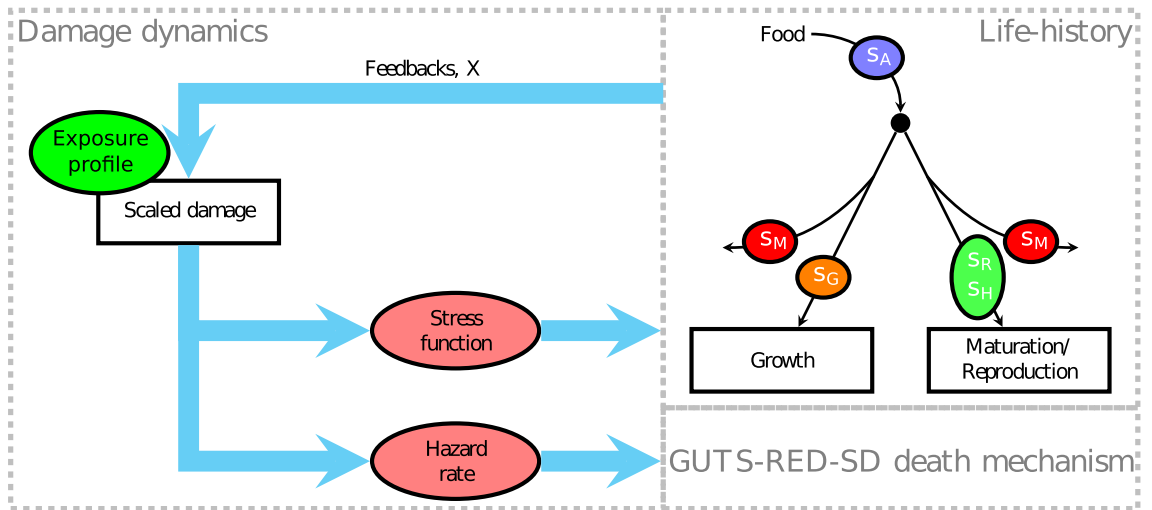 Damage dynamics
Life-history
Food
SA
Feedbacks, X
Exposure
profile
Scaled damage
SM
SM
SG
SR
SH
Stress
function
Growth
Maturation/
Reproduction
Hazard
rate
GUTS-RED-SD death mechanism